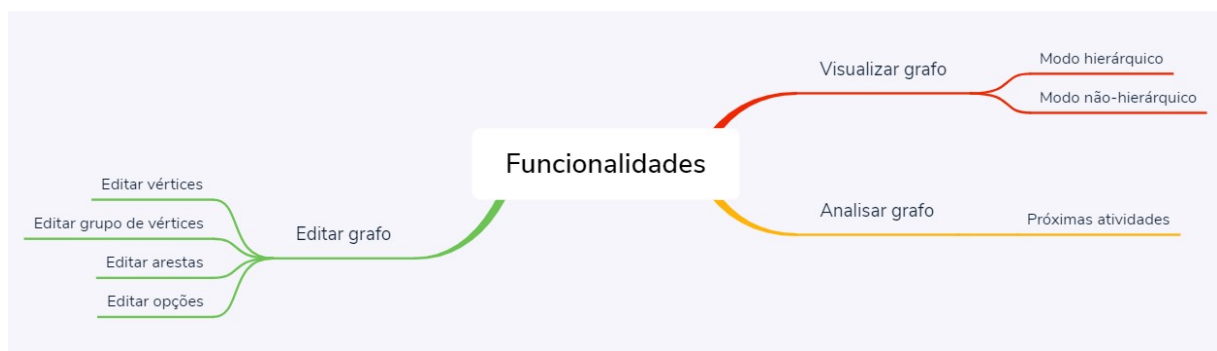 Funcionalidades
Visualizar grafo
Modo hierárquico
Modo não-hierárquico
Analisar grafo
Próximas atividades
Editar grafo
Editar vértices
Editar grupo de vértices
Editar arestas
Editar opções